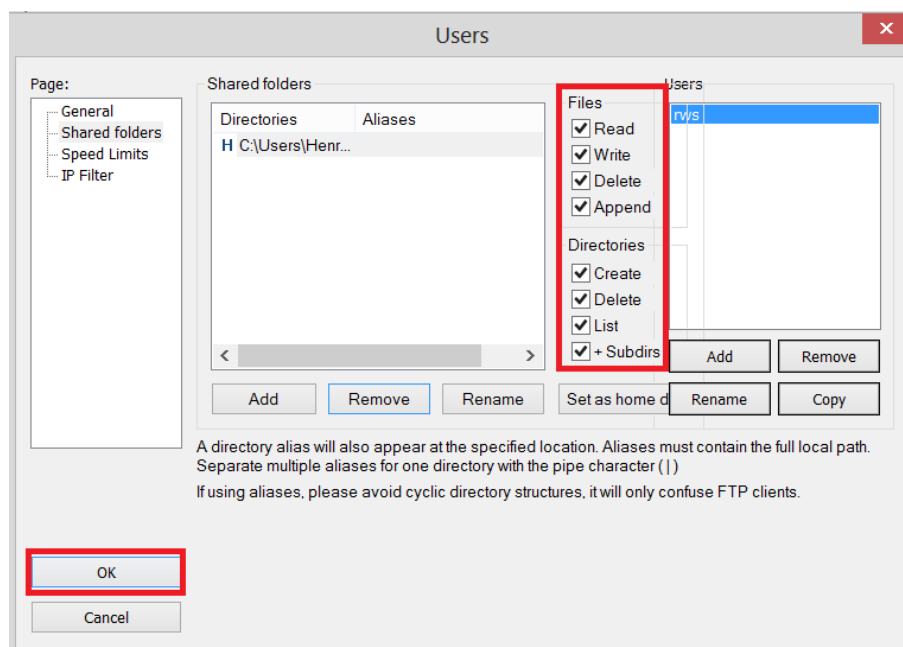 Users
Page:
General
Shared folders
Speed Limits
IP Filter
Shared folders
Directories Aliases
H C:\Users\Henr...
Files
Read
Write
Delete
Append
Directories
Create
Delete
List
+ Subdirs
Add Remove Rename Set as home d
Users
rws
Add Remove
Rename Copy
A directory alias will also appear at the specified location. Aliases must contain the full local path.
Separate multiple aliases for one directory with the pipe character (|)
If using aliases, please avoid cyclic directory structures, it will only confuse FTP clients.
OK
Cancel